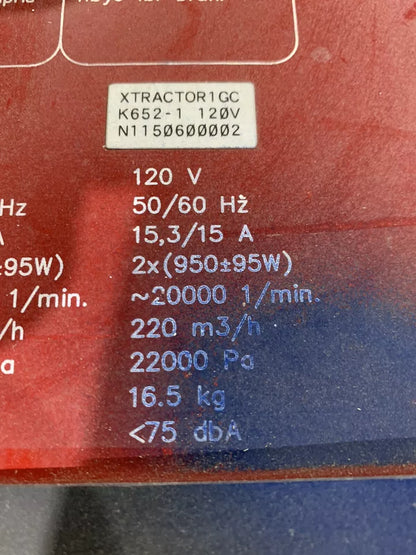 XTRACTOR1GC
K652-1 120V
N1150600002
120 V
Hz 50/60 Hz
A 15,3/15 A
±95W) 2x(950±95W)
1/min. ~20000 1/min.
/h 220 m3/h
a 22000 Pa
16.5 kg
<75 dbA